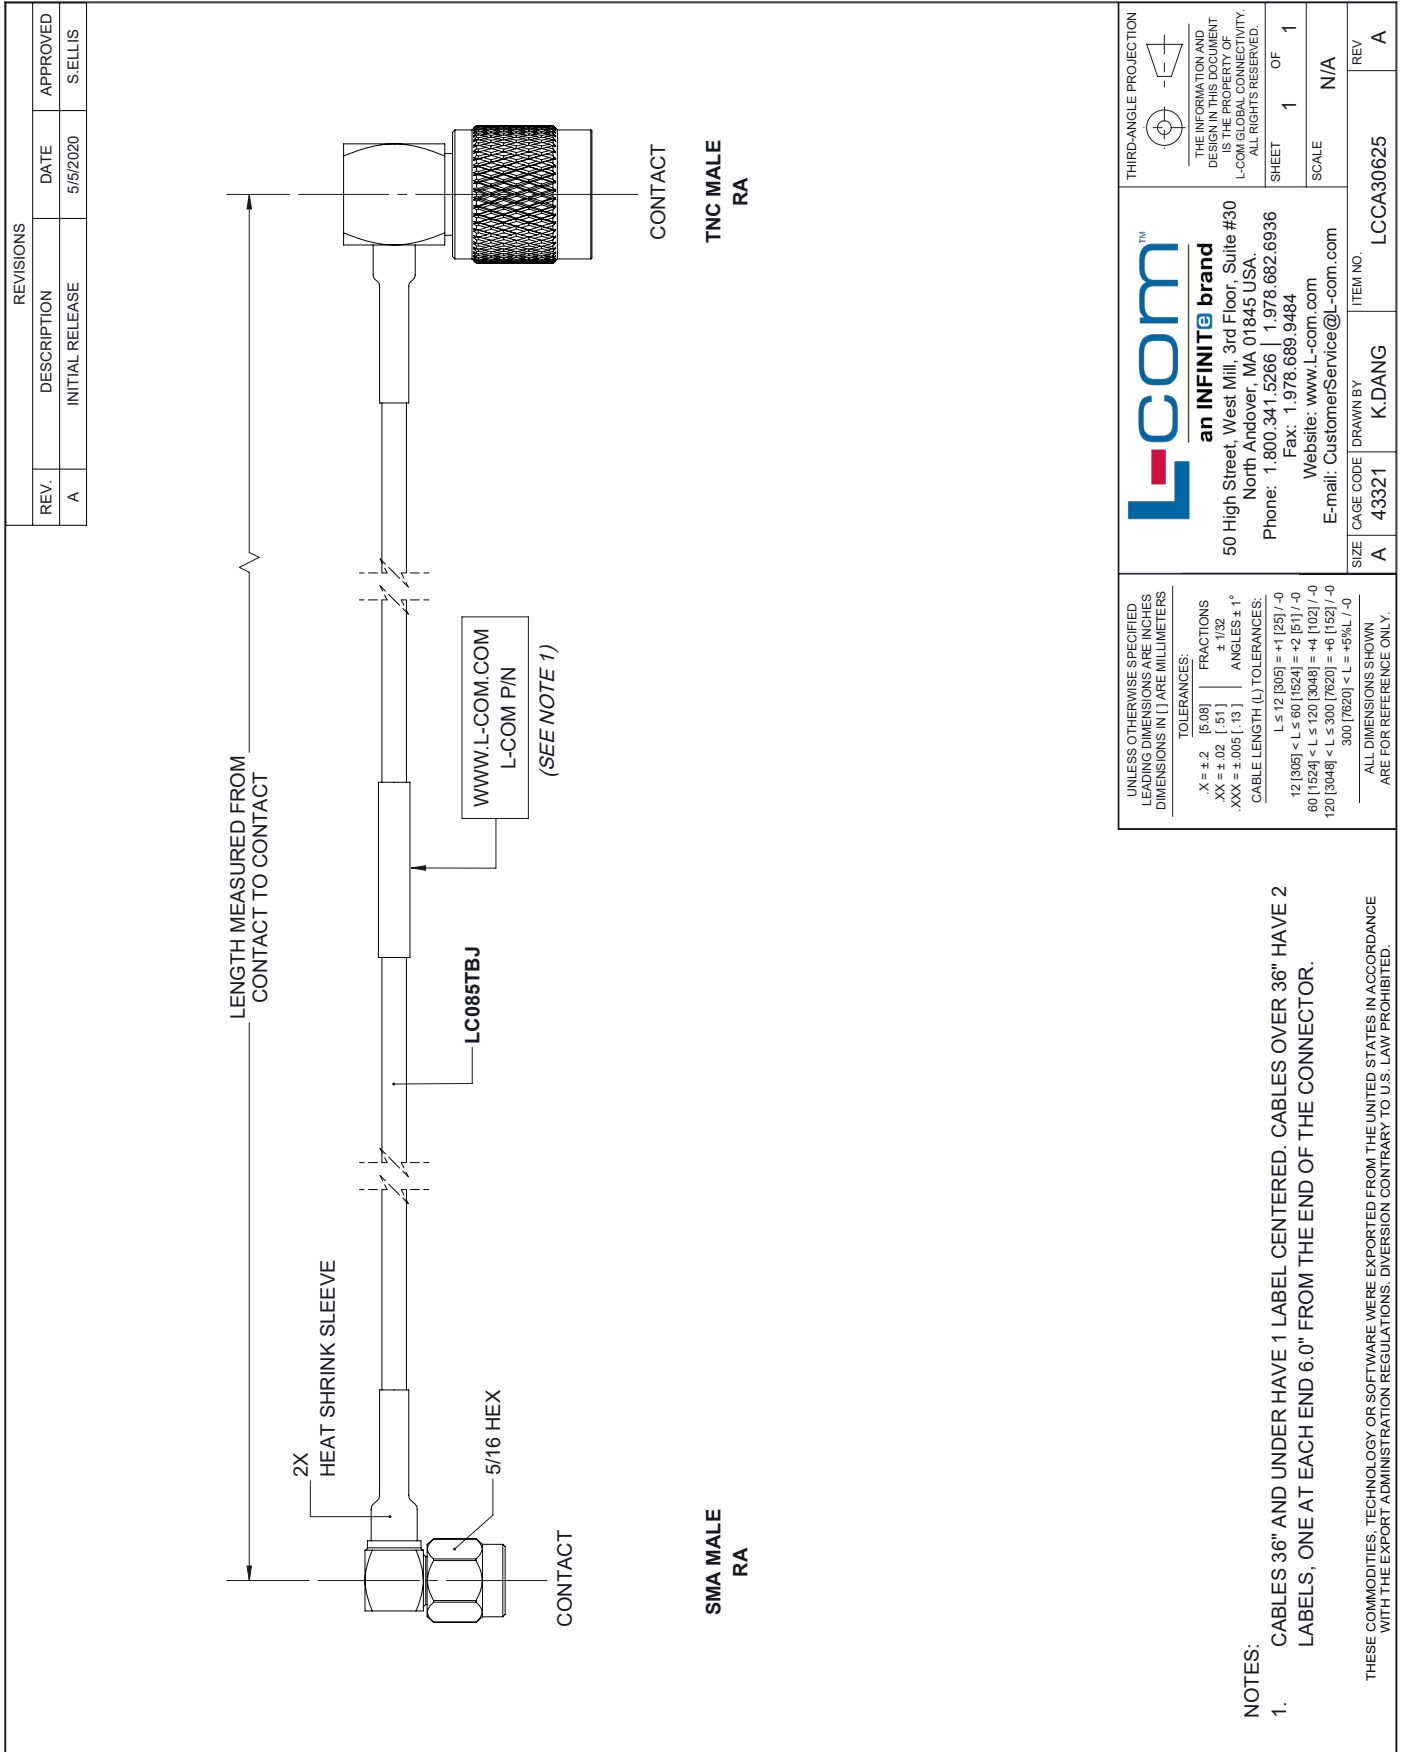 REVISIONS
REV. DESCRIPTION DATE APPROVED
A INITIAL RELEASE 5/5/2020 S.ELLIS
LENGTH MEASURED FROM
CONTACT TO CONTACT
2X
HEAT SHRINK SLEEVE
5/16 HEX
CONTACT
SMA MALE
RA
LC085TBJ
WWW.L-COM.COM
L-COM P/N
(SEE NOTE 1)
CONTACT
TNC MALE
RA
NOTES:
1. CABLES 36" AND UNDER HAVE 1 LABEL CENTERED. CABLES OVER 36" HAVE 2
LABELS, ONE AT EACH END 6.0" FROM THE END OF THE CONNECTOR.
THESE COMMODITIES, TECHNOLOGY OR SOFTWARE WERE EXPORTED FROM THE UNITED STATES IN ACCORDANCE
WITH THE EXPORT ADMINISTRATION REGULATIONS. DIVERSION CONTRARY TO U.S. LAW PROHIBITED.
UNLESS OTHERWISE SPECIFIED
LEADING DIMENSIONS ARE INCHES
DIMENSIONS IN [ ] ARE MILLIMETERS
TOLERANCES:
.X = ± .2 [5.08] FRACTIONS
.XX = ± .02 [ .51 ] ± 1/32
.XXX = ± .005 [ .13 ] ANGLES ± 1°
CABLE LENGTH (L) TOLERANCES:
L ≤ 12 [305] = +1 [25] / -0
12 [305] < L ≤ 60 [1524] = +2 [51] / -0
60 [1524] < L ≤ 120 [3048] = +4 [102] / -0
120 [3048] < L ≤ 300 [7620] = +6 [152] / -0
300 [7620] < L = +5%L / -0
ALL DIMENSIONS SHOWN
ARE FOR REFERENCE ONLY.
L-com™
an INFINITe brand
50 High Street, West Mill, 3rd Floor, Suite #30
North Andover, MA 01845 USA.
Phone: 1.800.341.5266 | 1.978.682.6936
Fax: 1.978.689.9484
Website: www.L-com.com
E-mail: CustomerService@L-com.com
THIRD-ANGLE PROJECTION
THE INFORMATION AND
DESIGN IN THIS DOCUMENT
IS THE PROPERTY OF
L-COM GLOBAL CONNECTIVITY.
ALL RIGHTS RESERVED.
SHEET 1 OF 1
SCALE N/A
SIZE A
CAGE CODE 43321
DRAWN BY K.DANG
ITEM NO. LCCA30625
REV A